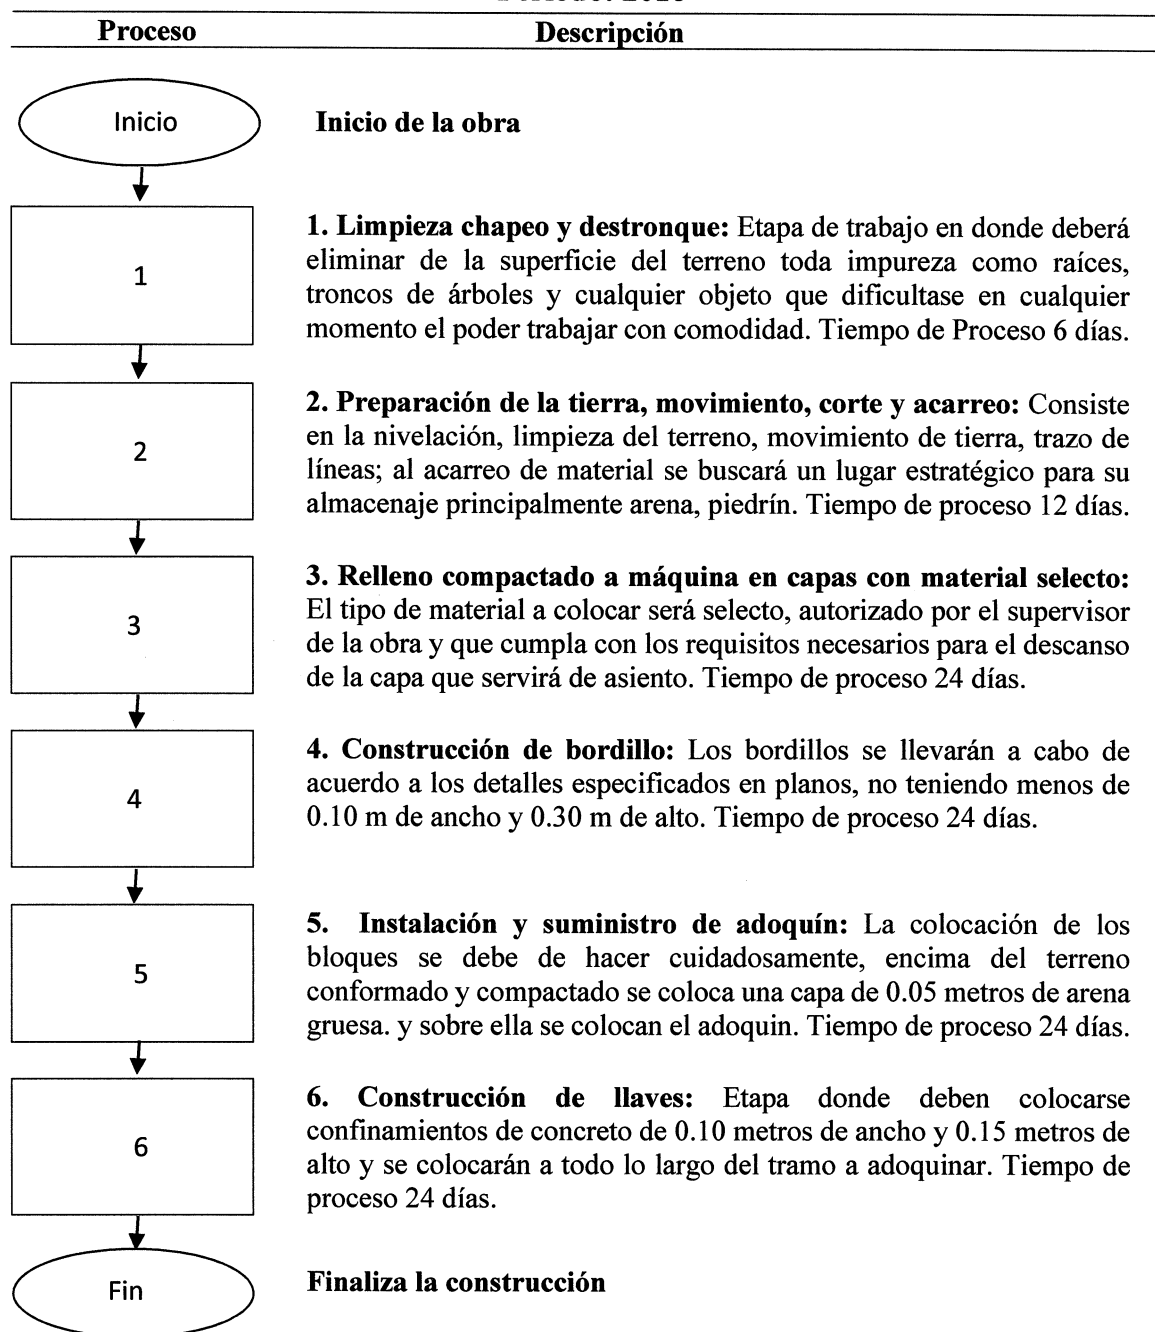 Proceso Descripción
Inicio Inicio de la obra
1
1. Limpieza chapeo y destronque: Etapa de trabajo en donde deberá
eliminar de la superficie del terreno toda impureza como raíces,
troncos de árboles y cualquier objeto que dificultase en cualquier
momento el poder trabajar con comodidad. Tiempo de Proceso 6 días.
2
2. Preparación de la tierra, movimiento, corte y acarreo: Consiste
en la nivelación, limpieza del terreno, movimiento de tierra, trazo de
líneas; al acarreo de material se buscará un lugar estratégico para su
almacenaje principalmente arena, piedrín. Tiempo de proceso 12 días.
3
3. Relleno compactado a máquina en capas con material selecto:
El tipo de material a colocar será selecto, autorizado por el supervisor
de la obra y que cumpla con los requisitos necesarios para el descanso
de la capa que servirá de asiento. Tiempo de proceso 24 días.
4
4. Construcción de bordillo: Los bordillos se llevarán a cabo de
acuerdo a los detalles especificados en planos, no teniendo menos de
0.10 m de ancho y 0.30 m de alto. Tiempo de proceso 24 días.
5
5. Instalación y suministro de adoquín: La colocación de los
bloques se debe de hacer cuidadosamente, encima del terreno
conformado y compactado se coloca una capa de 0.05 metros de arena
gruesa. y sobre ella se colocan el adoquin. Tiempo de proceso 24 días.
6
6. Construcción de llaves: Etapa donde deben colocarse
confinamientos de concreto de 0.10 metros de ancho y 0.15 metros de
alto y se colocarán a todo lo largo del tramo a adoquinar. Tiempo de
proceso 24 días.
Fin Finaliza la construcción